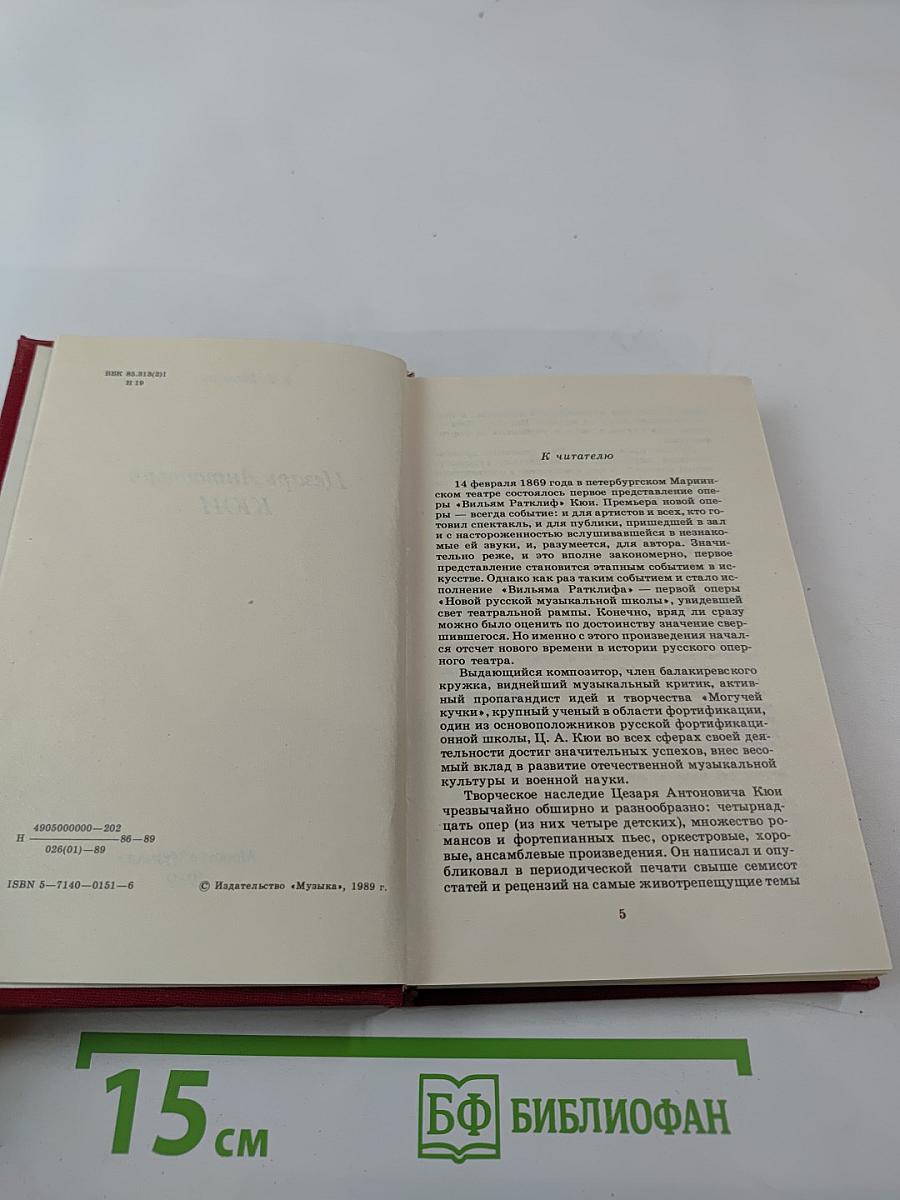 ББК 85.313(2)1
Н 19
Цезарь Антонович
КЮИ
4905000000—202
Н ————— 86—89
026(01)—89
ISBN 5—7140—0151—6
© Издательство «Музыка», 1989 г.
К читателю
14 февраля 1869 года в петербургском Мариин-
ском театре состоялось первое представление опе-
ры «Вильям Ратклиф» Кюи. Премьера новой опе-
ры — всегда событие: и для артистов и всех, кто го-
товил спектакль, и для публики, пришедшей в зал
и с настороженностью вслушивавшейся в незнако-
мые ей звуки, и, разумеется, для автора. Значи-
тельно реже, и это вполне закономерно, первое
представление становится этапным событием в ис-
кусстве. Однако как раз таким событием и стало ис-
полнение «Вильяма Ратклифа» — первой оперы
«Новой русской музыкальной школы», увидевшей
свет театральной рампы. Конечно, вряд ли сразу
можно было оценить по достоинству значение свер-
шившегося. Но именно с этого произведения начал-
ся отсчет нового времени в истории русского опер-
ного театра.
Выдающийся композитор, член балакиревского
кружка, виднейший музыкальный критик, актив-
ный пропагандист идей и творчества «Могучей
кучки», крупный ученый в области фортификации,
один из основоположников русской фортификаци-
онной школы, Ц. А. Кюи во всех сферах своей дея-
тельности достиг значительных успехов, внес весо-
мый вклад в развитие отечественной музыкальной
культуры и военной науки.
Творческое наследие Цезаря Антоновича Кюи
чрезвычайно обширно и разнообразно: четырнад-
цать опер (из них четыре детских), множество ро-
мансов и фортепианных пьес, оркестровые, хоро-
вые, ансамблевые произведения. Он написал и опу-
бликовал в периодической печати свыше семисот
статей и рецензий на самые животрепещущие темы
5
15 см
БФ БИБЛИОФАН